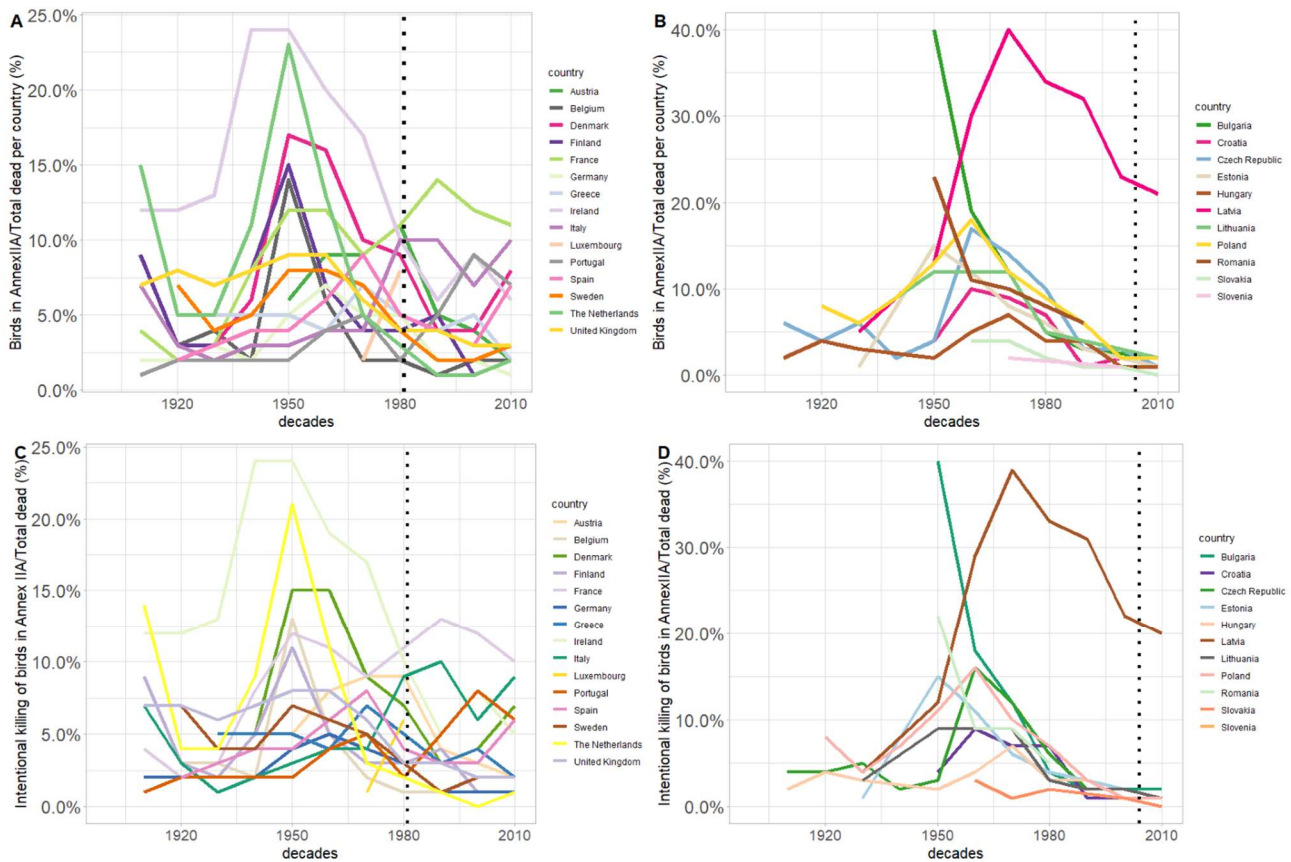 A
Birds in AnnexIIA/Total dead per country (%)
25.0%
20.0%
15.0%
10.0%
5.0%
0.0%
1920
1950
1980
2010
decades
country
Austria
Belgium
Denmark
Finland
France
Germany
Greece
Ireland
Italy
Luxembourg
Portugal
Spain
Sweden
The Netherlands
United Kingdom
B
Birds in AnnexIIA/Total dead per country (%)
40.0%
30.0%
20.0%
10.0%
0.0%
1920
1950
1980
2010
decades
country
Bulgaria
Croatia
Czech Republic
Estonia
Hungary
Latvia
Lithuania
Poland
Romania
Slovakia
Slovenia
C
Intentional killing of birds in Annex IIA/Total dead (%)
25.0%
20.0%
15.0%
10.0%
5.0%
0.0%
1920
1950
1980
2010
decades
country
Austria
Belgium
Denmark
Finland
France
Germany
Greece
Ireland
Italy
Luxembourg
Portugal
Spain
Sweden
The Netherlands
United Kingdom
D
Intentional killing of birds in AnnexIIA/Total dead (%)
40.0%
30.0%
20.0%
10.0%
0.0%
1920
1950
1980
2010
decades
country
Bulgaria
Croatia
Czech Republic
Estonia
Hungary
Latvia
Lithuania
Poland
Romania
Slovakia
Slovenia